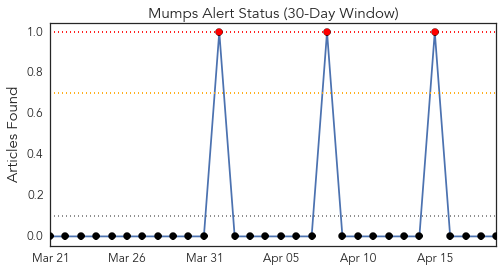 Mumps Alert Status (30-Day Window)
Articles Found
1.0
0.8
0.6
0.4
0.2
0.0
Mar 21 Mar 26 Mar 31 Apr 05 Apr 10 Apr 15